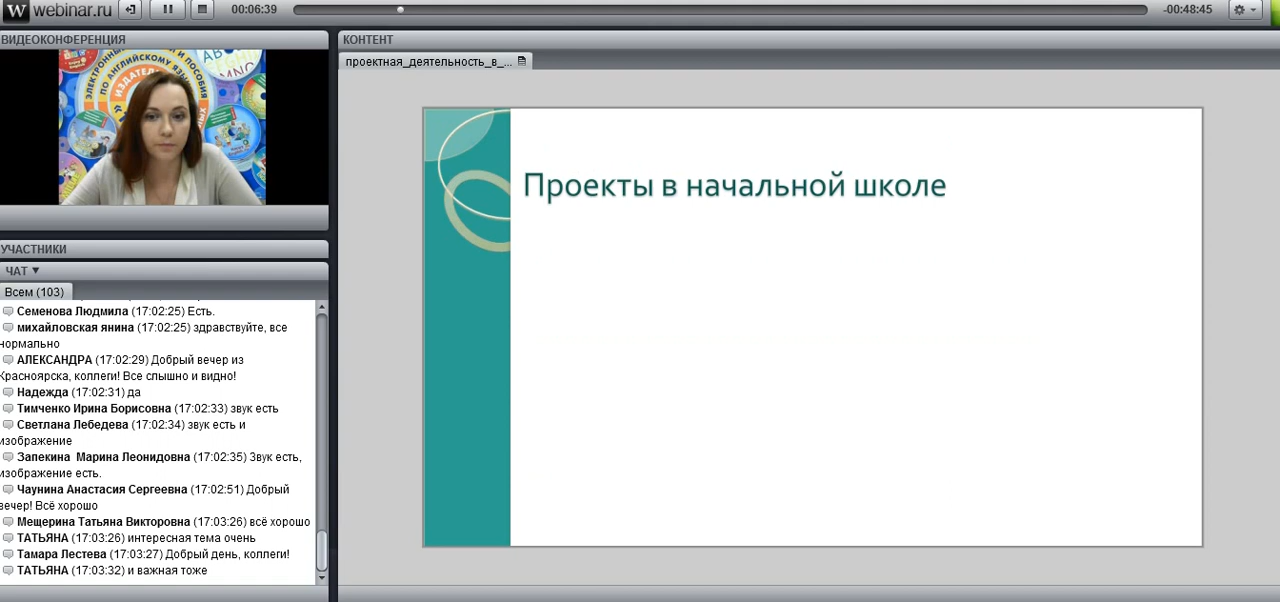 W webinar.ru
00:06:39
-00:48:45
ВИДЕОКОНФЕРЕНЦИЯ
КОНТЕНТ
проектная_деятельность_в_...
ПО АНГЛИЙСКОМУ
Проекты в начальной школе
УЧАСТНИКИ
ЧАТ
Всем (103)
Семенова Людмила (17:02:25) Есть.
михайловская янина (17:02:25) здравствуйте, все
нормально
АЛЕКСАНДРА (17:02:29) Добрый вечер из
Красноярска, коллеги! Все слышно и видно!
Надежда (17:02:31) да
Тимченко Ирина Борисовна (17:02:33) звук есть
Светлана Лебедева (17:02:34) звук есть и
изображение
Запекина Марина Леонидовна (17:02:35) Звук есть,
изображение есть.
Чаунина Анастасия Сергеевна (17:02:51) Добрый
вечер! Всё хорошо
Мещерина Татьяна Викторовна (17:03:26) всё хорошо
ТАТЬЯНА (17:03:26) интересная тема очень
Тамара Лестева (17:03:27) Добрый день, коллеги!
ТАТЬЯНА (17:03:32) и важная тоже